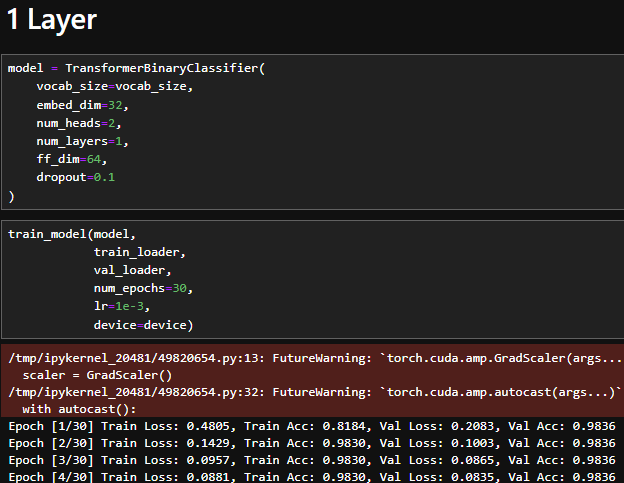 1 Layer
model = TransformerBinaryClassifier(
    vocab_size=vocab_size,
    embed_dim=32,
    num_heads=2,
    num_layers=1,
    ff_dim=64,
    dropout=0.1
)
train_model(model,
            train_loader,
            val_loader,
            num_epochs=30,
            lr=1e-3,
            device=device)
/tmp/ipykernel_20481/49820654.py:13: FutureWarning: `torch.cuda.amp.GradScaler(args...
  scaler = GradScaler()
/tmp/ipykernel_20481/49820654.py:32: FutureWarning: `torch.cuda.amp.autocast(args...)`
  with autocast():
Epoch [1/30] Train Loss: 0.4805, Train Acc: 0.8184, Val Loss: 0.2083, Val Acc: 0.9836
Epoch [2/30] Train Loss: 0.1429, Train Acc: 0.9830, Val Loss: 0.1003, Val Acc: 0.9836
Epoch [3/30] Train Loss: 0.0957, Train Acc: 0.9830, Val Loss: 0.0865, Val Acc: 0.9836
Epoch [4/30] Train Loss: 0.0881, Train Acc: 0.9830, Val Loss: 0.0835, Val Acc: 0.9836